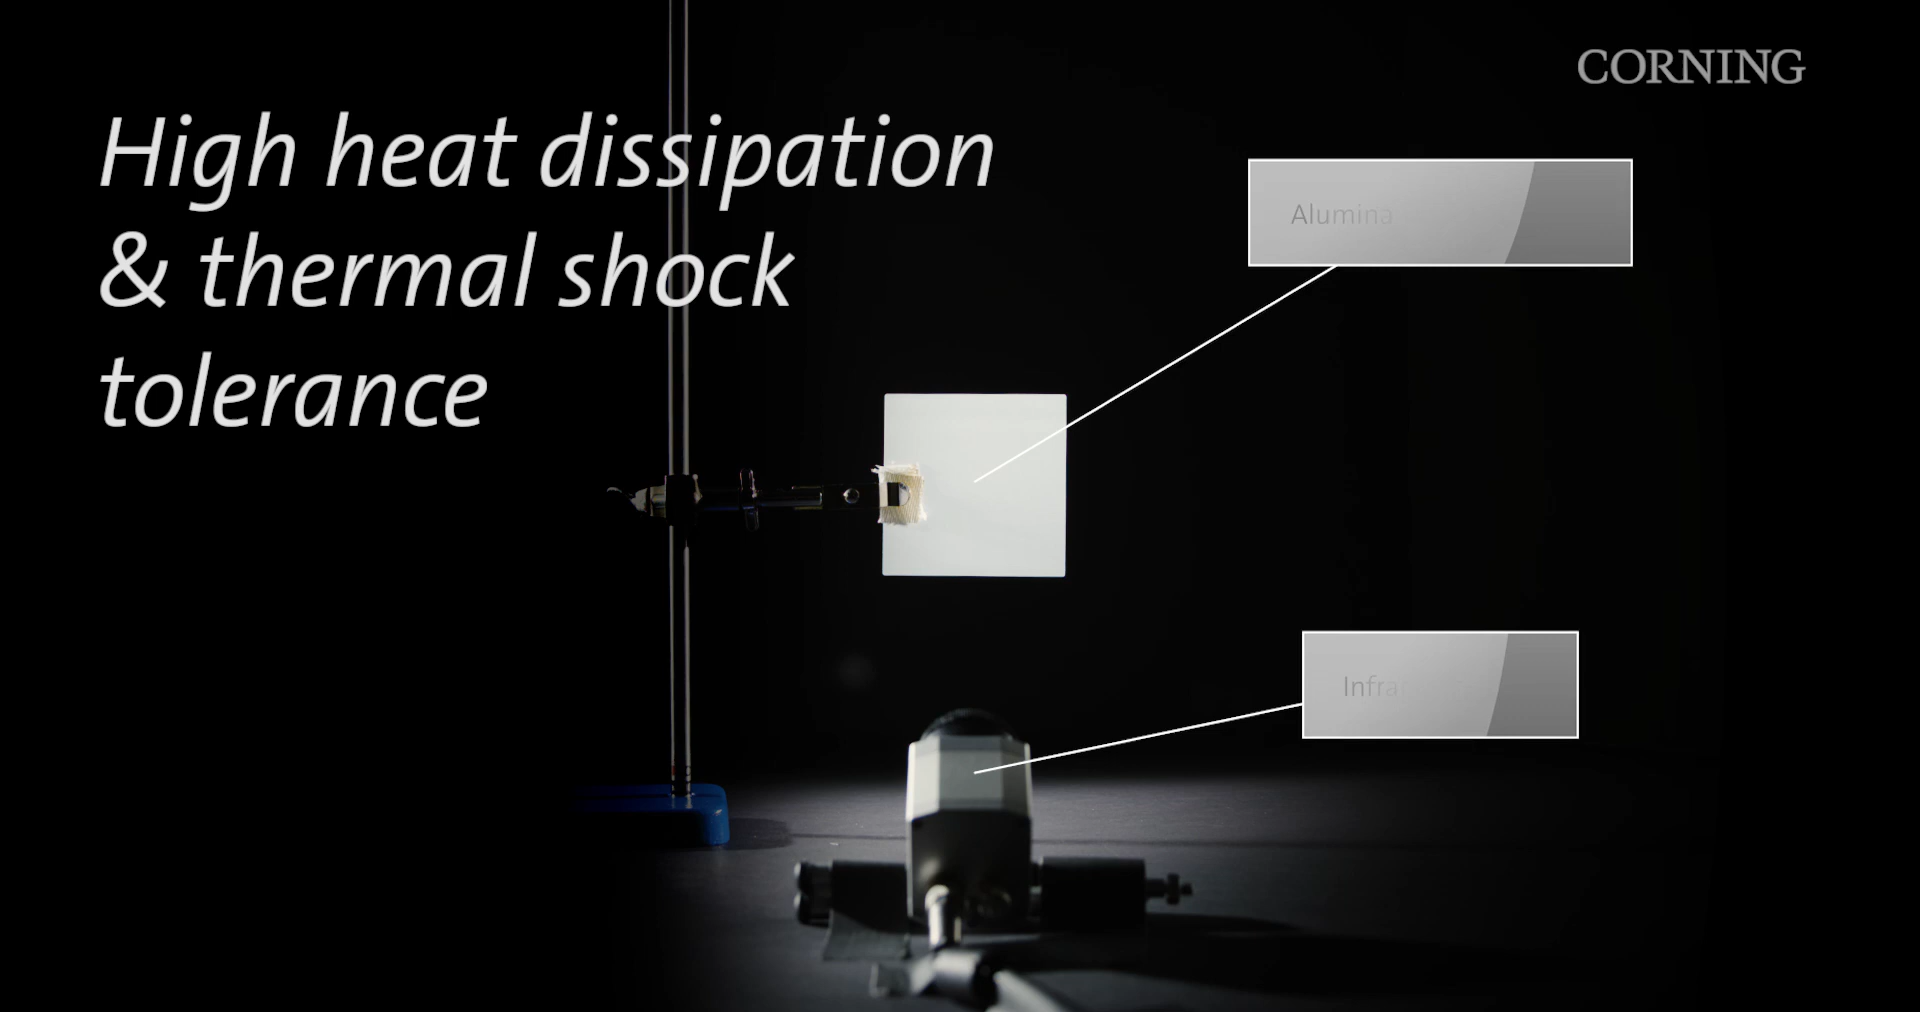 CORNING
High heat dissipation
& thermal shock
tolerance
Alumina